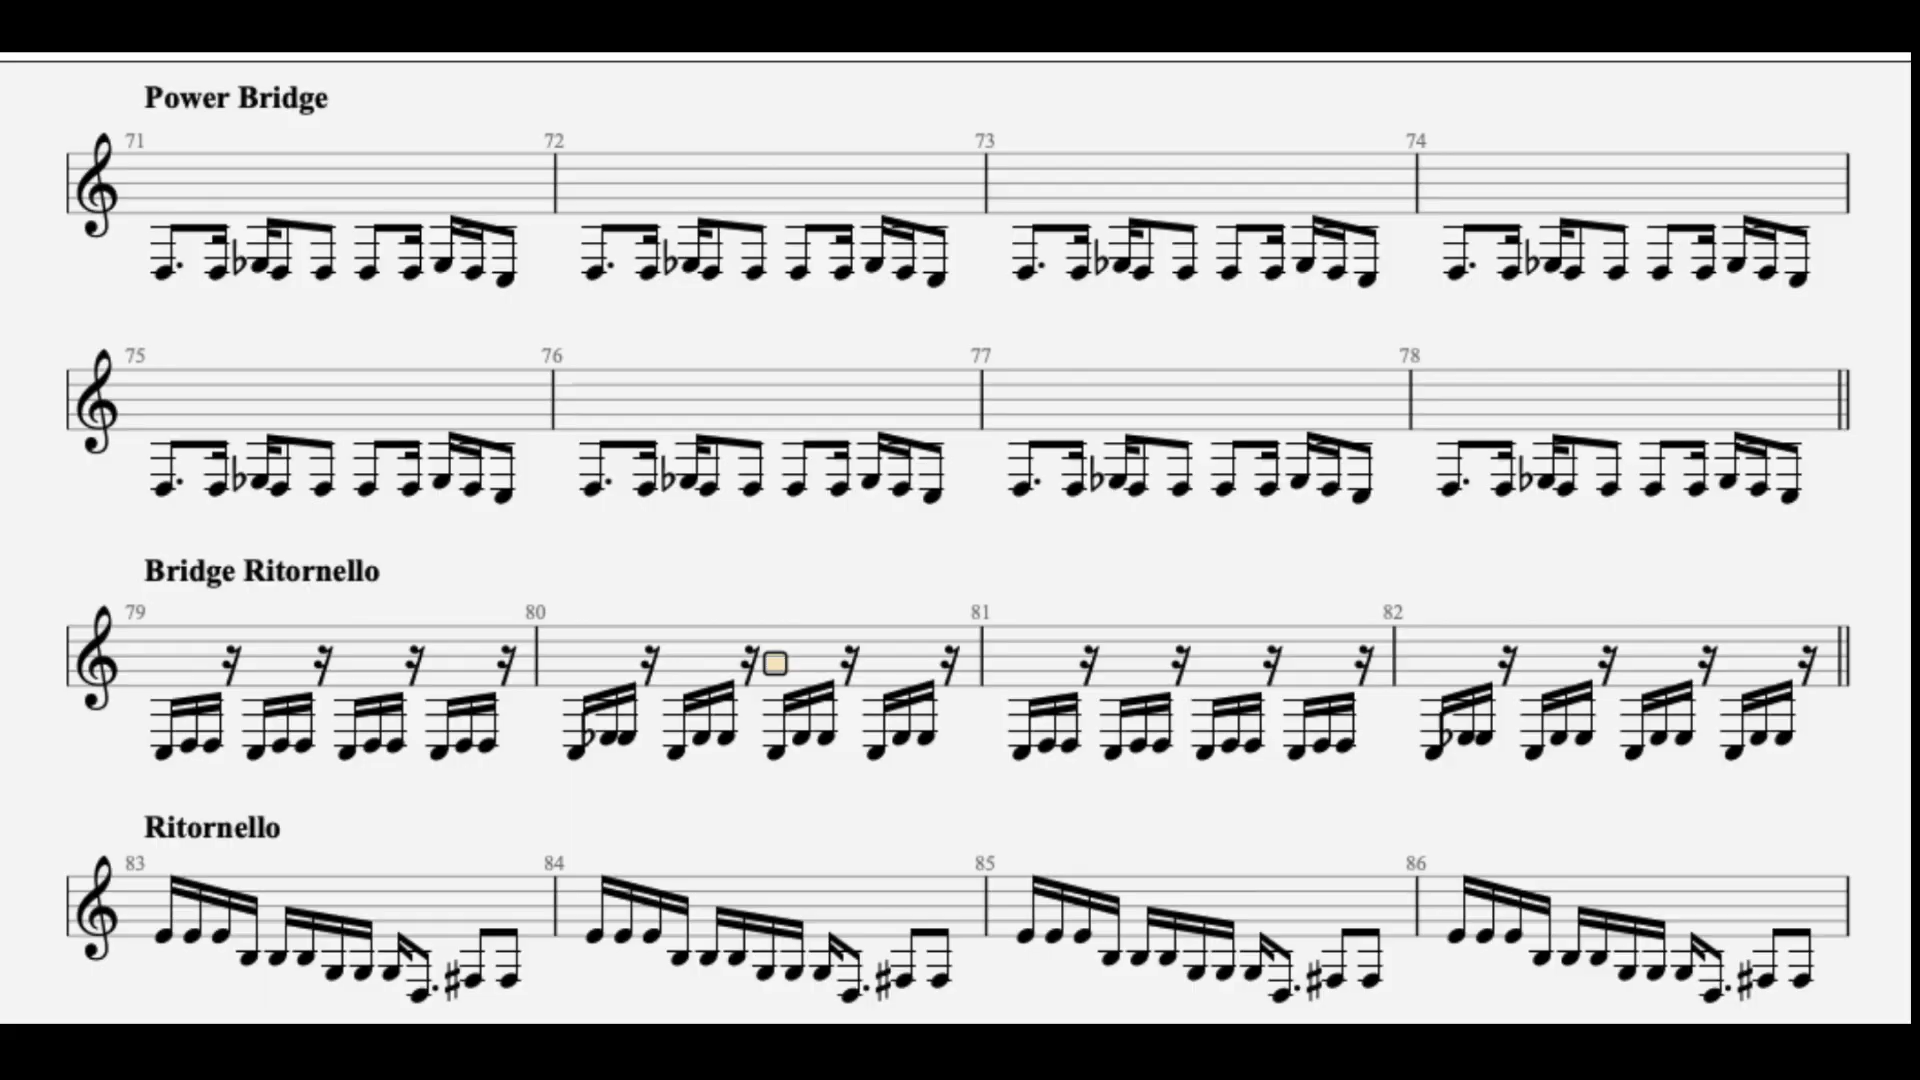 Power Bridge
71 72 73 74
75 76 77 78
Bridge Ritornello
79 80 81 82
Ritornello
83 84 85 86